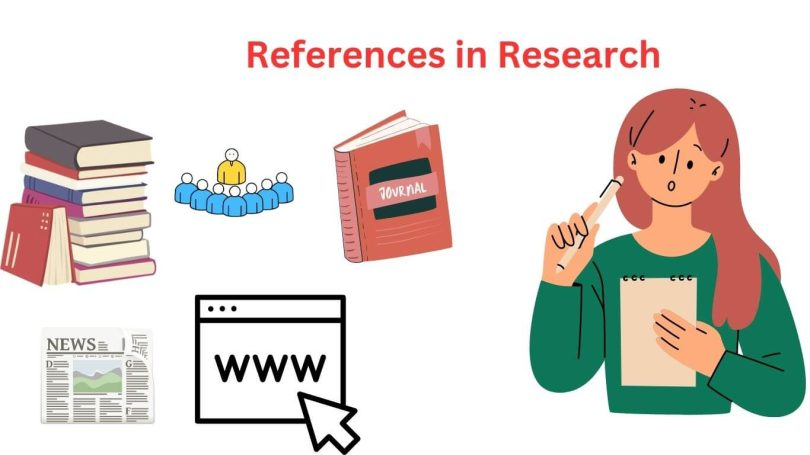 References in Research
JOURNAL
NEWS
D
G
F
WWW